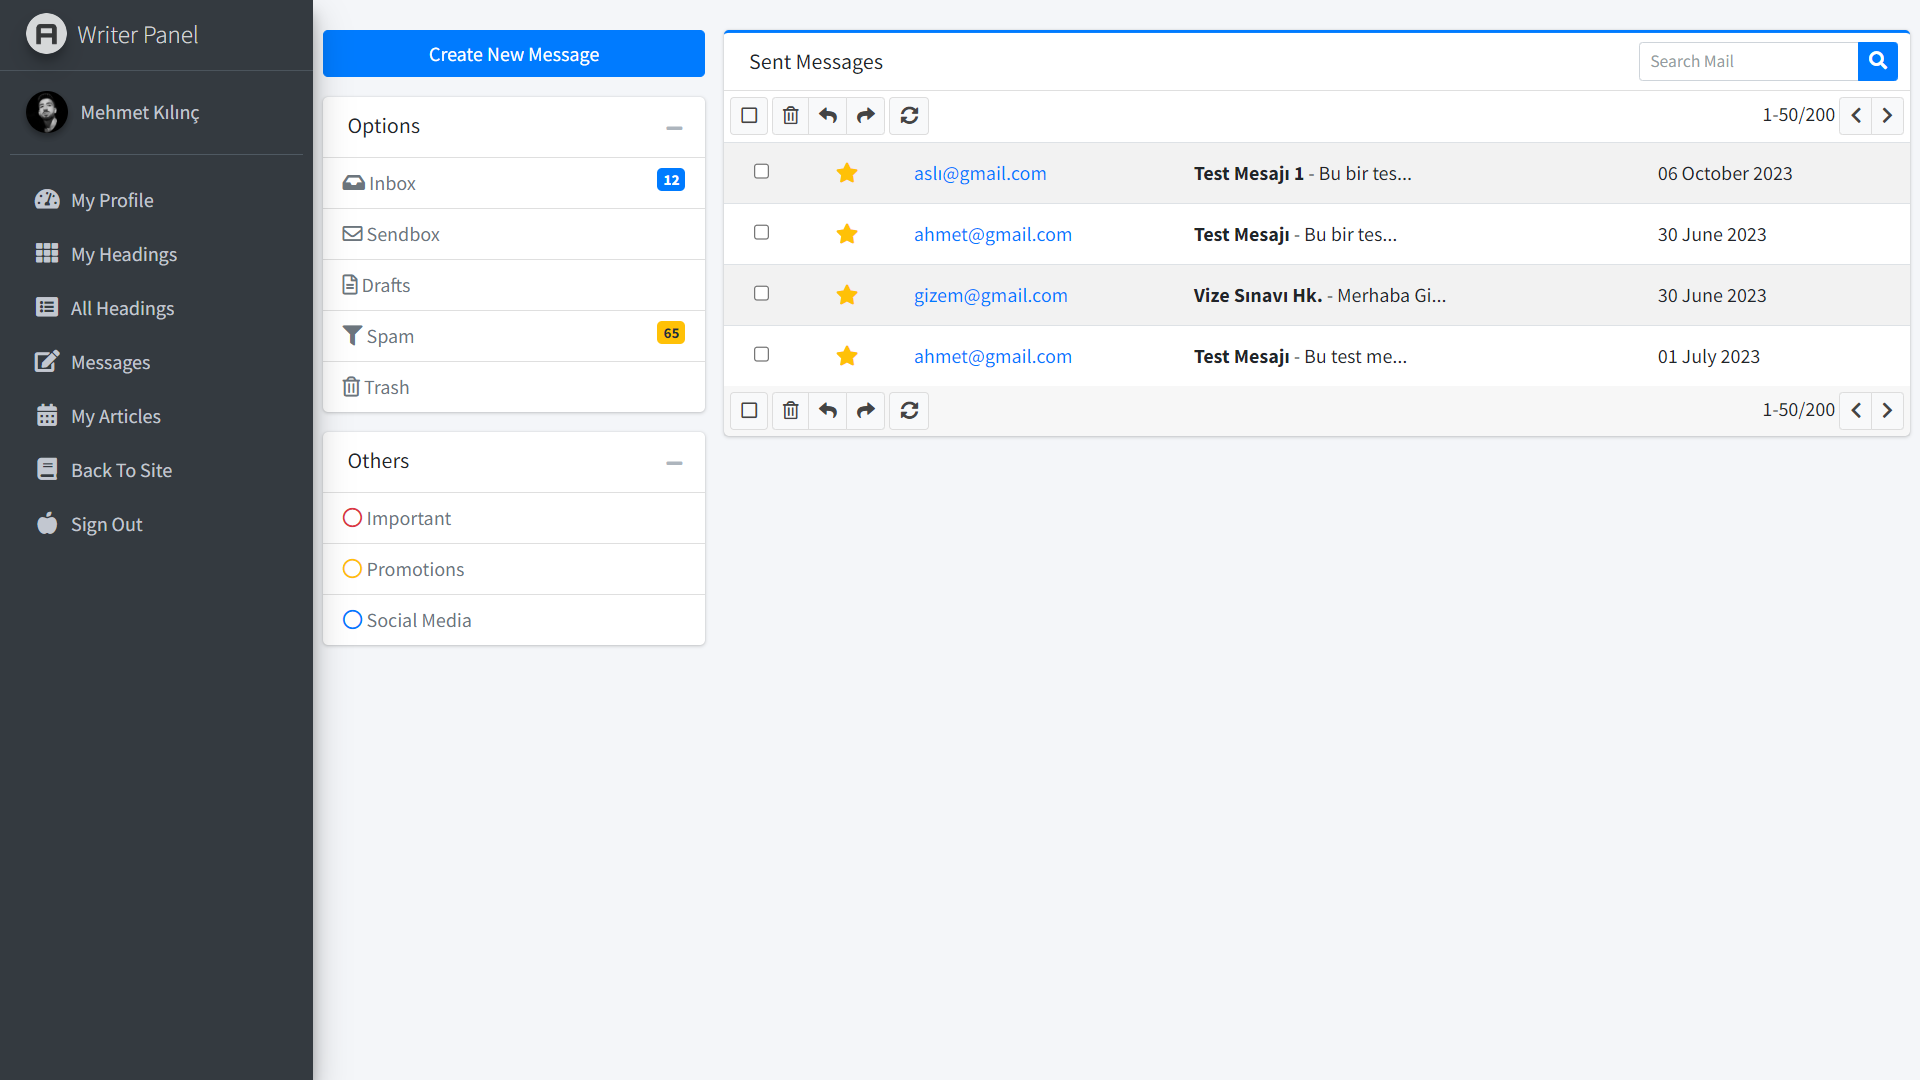 Writer Panel
Mehmet Kılınç
My Profile
My Headings
All Headings
Messages
My Articles
Back To Site
Sign Out
Create New Message
Options
Inbox 12
Sendbox
Drafts
Spam 65
Trash
Others
Important
Promotions
Social Media
Sent Messages
Search Mail
1-50/200
aslı@gmail.com Test Mesajı 1 - Bu bir tes... 06 October 2023
ahmet@gmail.com Test Mesajı - Bu bir tes... 30 June 2023
gizem@gmail.com Vize Sınavı Hk. - Merhaba Gi... 30 June 2023
ahmet@gmail.com Test Mesajı - Bu test me... 01 July 2023
1-50/200